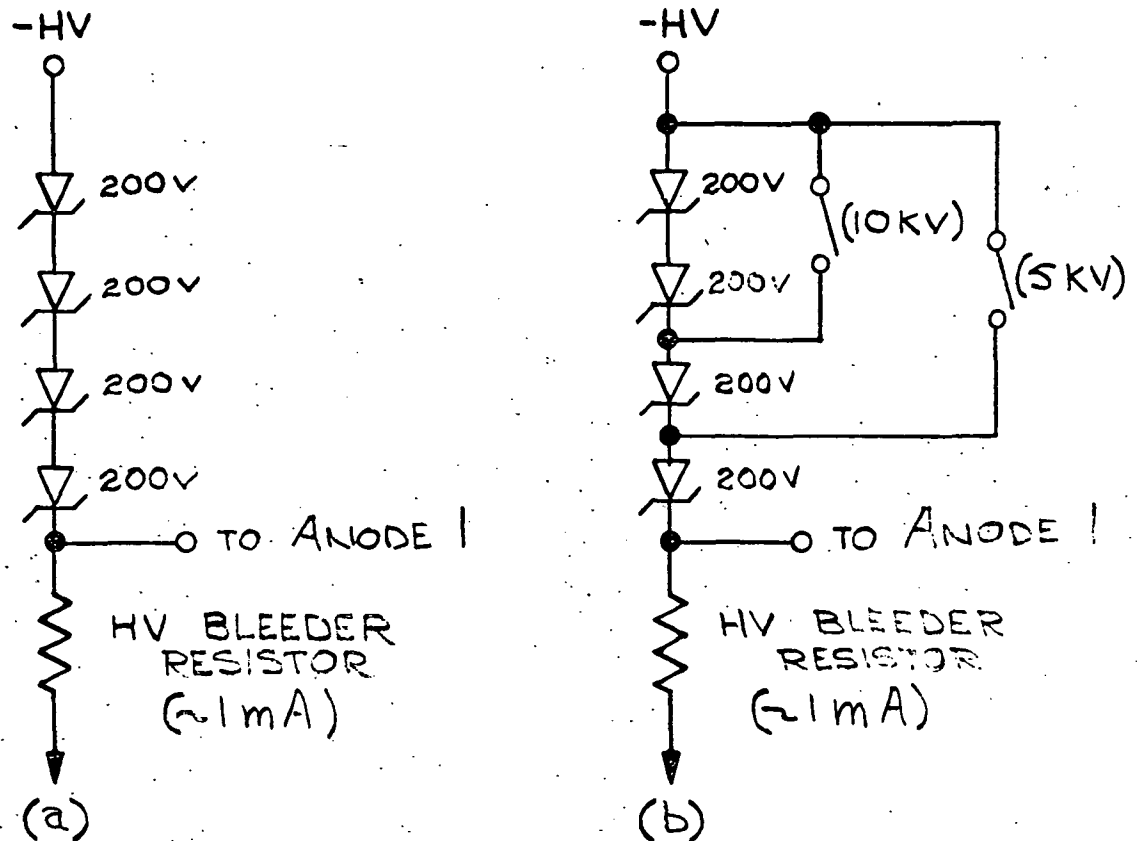 -HV
200V
200V
200V
200V
TO ANODE 1
HV BLEEDER
RESISTOR
(~1mA)
(a)
-HV
200V
(10KV)
200V
(5KV)
200V
200V
TO ANODE 1
HV BLEEDER
RESISTOR
(~1mA)
(b)